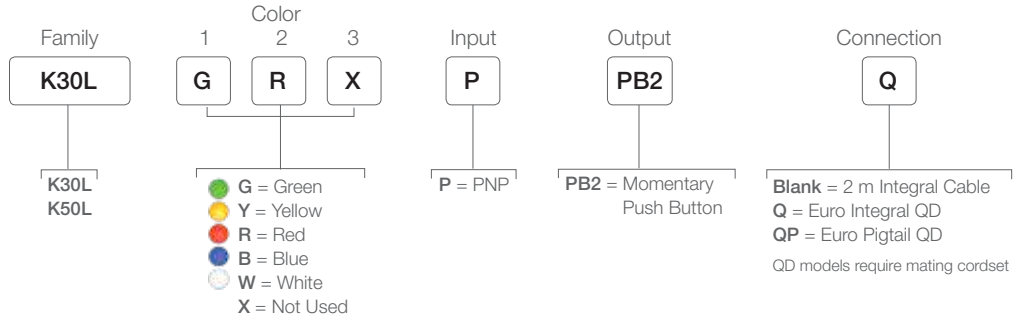 Color
Family 1 2 3 Input Output Connection
K30L G R X P PB2 Q
K30L
K50L
G = Green
Y = Yellow
R = Red
B = Blue
W = White
X = Not Used
P = PNP
PB2 = Momentary
Push Button
Blank = 2 m Integral Cable
Q = Euro Integral QD
QP = Euro Pigtail QD
QD models require mating cordset